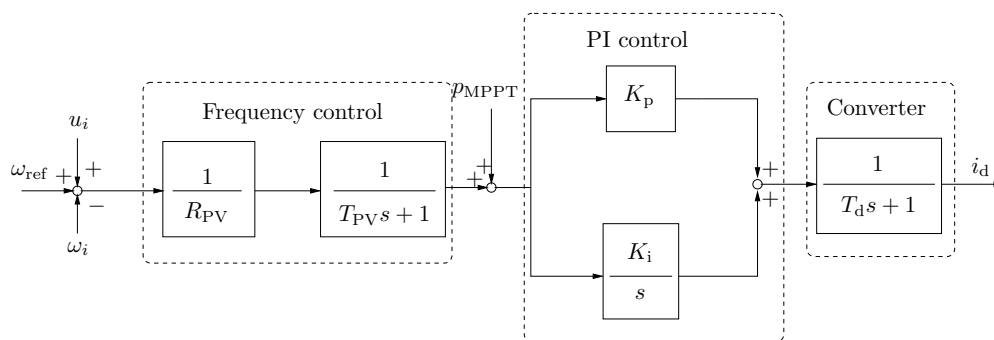 PI control
Frequency control
p_MPPT
K_p
Converter
u_i
ω_ref
+
+
−
ω_i
1
R_PV
1
T_PV s + 1
+
+
+
+
1
T_d s + 1
i_d
K_i
s